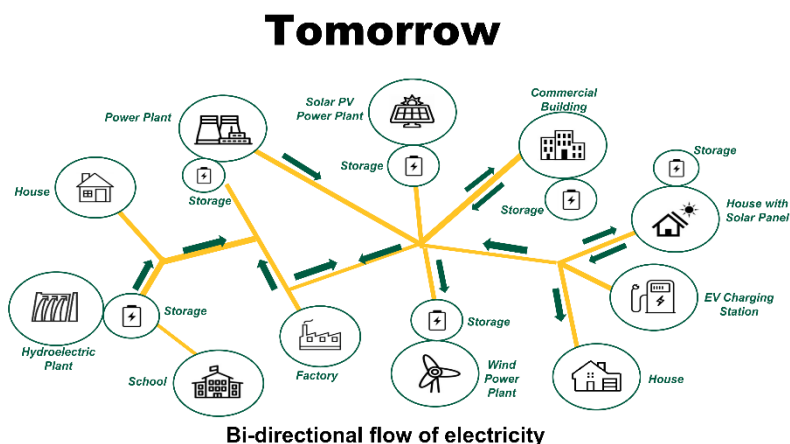 Tomorrow
Power Plant
Solar PV
Power Plant
Commercial
Building
Storage
House
Storage
Storage
Storage
House with
Solar Panel
Storage
Hydroelectric
Plant
School
Factory
Storage
Wind
Power
Plant
EV Charging
Station
House
Bi-directional flow of electricity